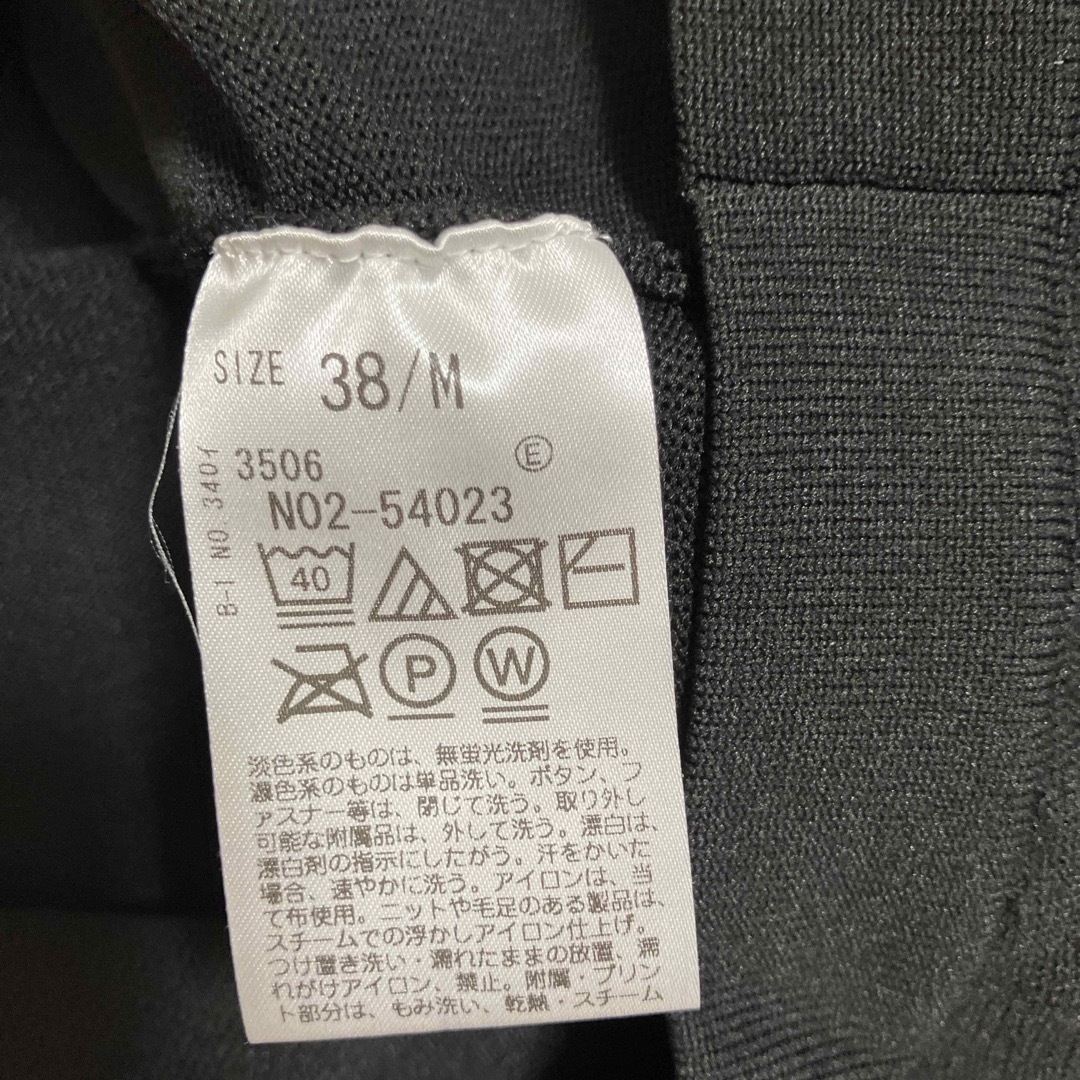 SIZE 38/M
3506 Ⓔ
N02-54023
B-I NO.340イ
40
P W
淡色系のものは、無蛍光洗剤を使用。
濃色系のものは単品洗い。ボタン、フ
ァスナー等は、閉じて洗う。取り外し
可能な附属品は、外して洗う。漂白は、
漂白剤の指示にしたがう。汗をかいた
場合、速やかに洗う。アイロンは、当
て布使用。ニットや毛足のある製品は、
スチームでの浮かしアイロン仕上げ。
つけ置き洗い・濡れたままの放置、濡
れがけアイロン、禁止。附属・プリン
ト部分は、もみ洗い、乾熱・スチーム